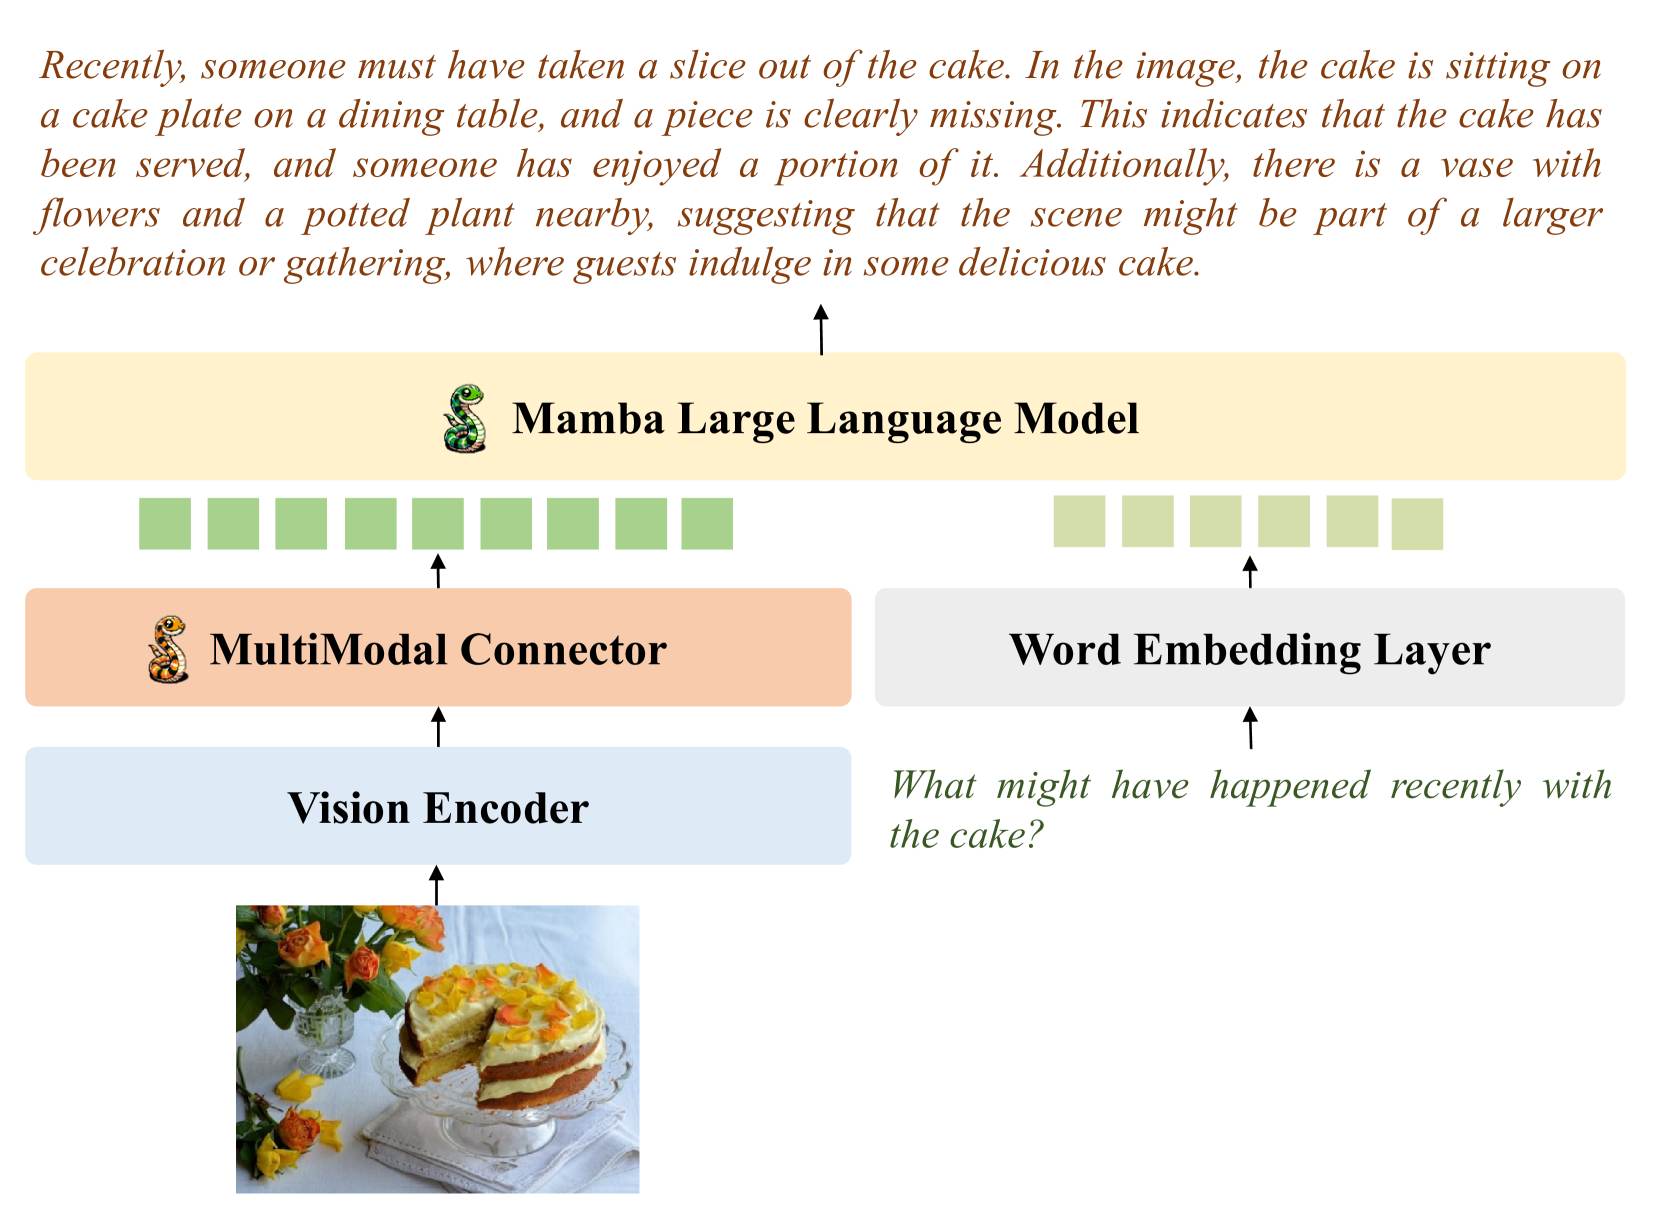 Recently, someone must have taken a slice out of the cake. In the image, the cake is sitting on
a cake plate on a dining table, and a piece is clearly missing. This indicates that the cake has
been served, and someone has enjoyed a portion of it. Additionally, there is a vase with
flowers and a potted plant nearby, suggesting that the scene might be part of a larger
celebration or gathering, where guests indulge in some delicious cake.
Mamba Large Language Model
MultiModal Connector
Word Embedding Layer
Vision Encoder
What might have happened recently with
the cake?